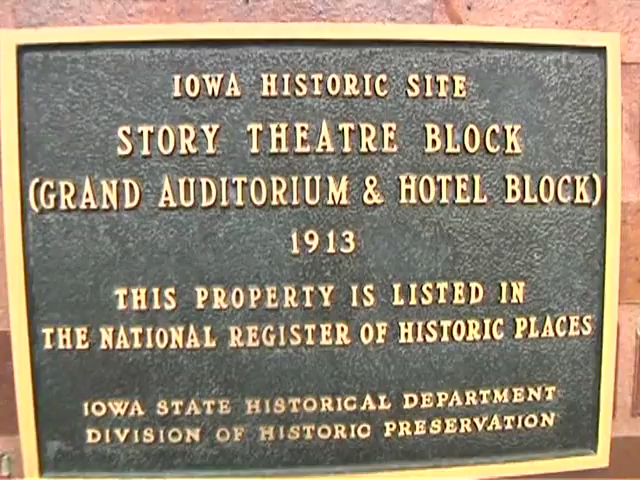 IOWA HISTORIC SITE
STORY THEATRE BLOCK
(GRAND AUDITORIUM & HOTEL BLOCK)
1913
THIS PROPERTY IS LISTED IN
THE NATIONAL REGISTER OF HISTORIC PLACES
IOWA STATE HISTORICAL DEPARTMENT
DIVISION OF HISTORIC PRESERVATION